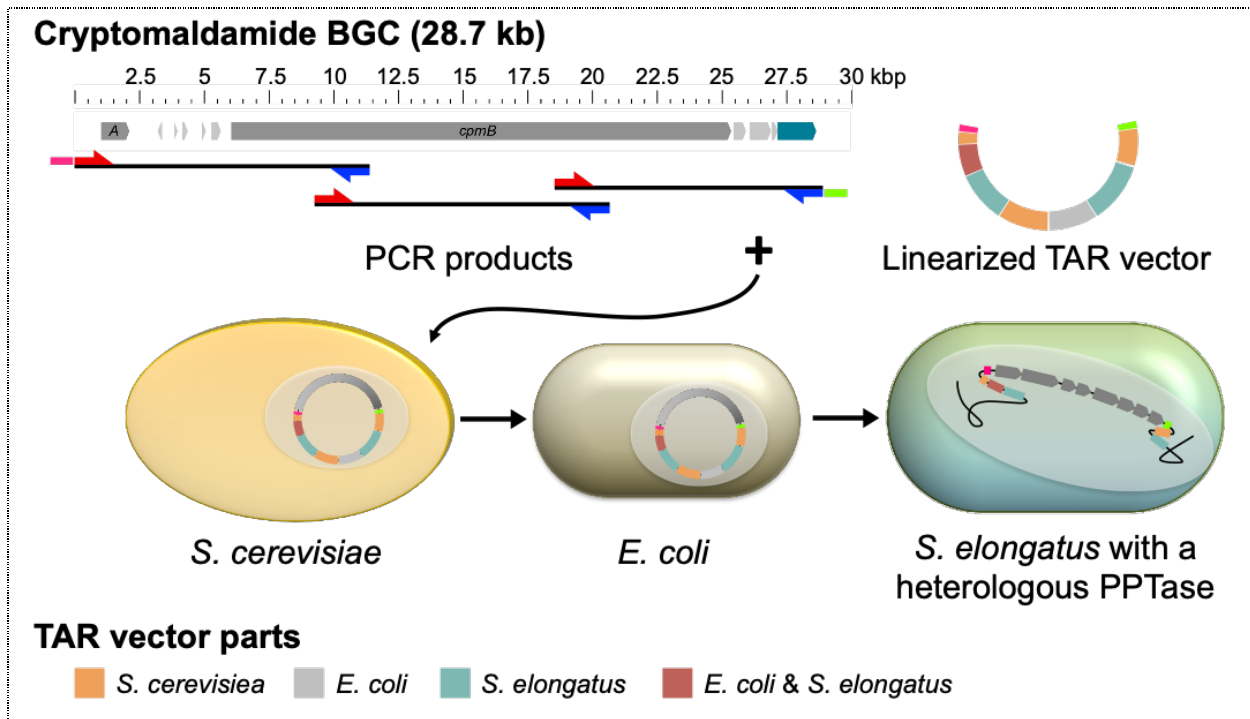 Cryptomaldamide BGC (28.7 kb)
2.5 5 7.5 10 12.5 15 17.5 20 22.5 25 27.5 30 kbp
A cpmB
PCR products
+
Linearized TAR vector
S. cerevisiae
E. coli
S. elongatus with a
heterologous PPTase
TAR vector parts
S. cerevisiea E. coli S. elongatus E. coli & S. elongatus